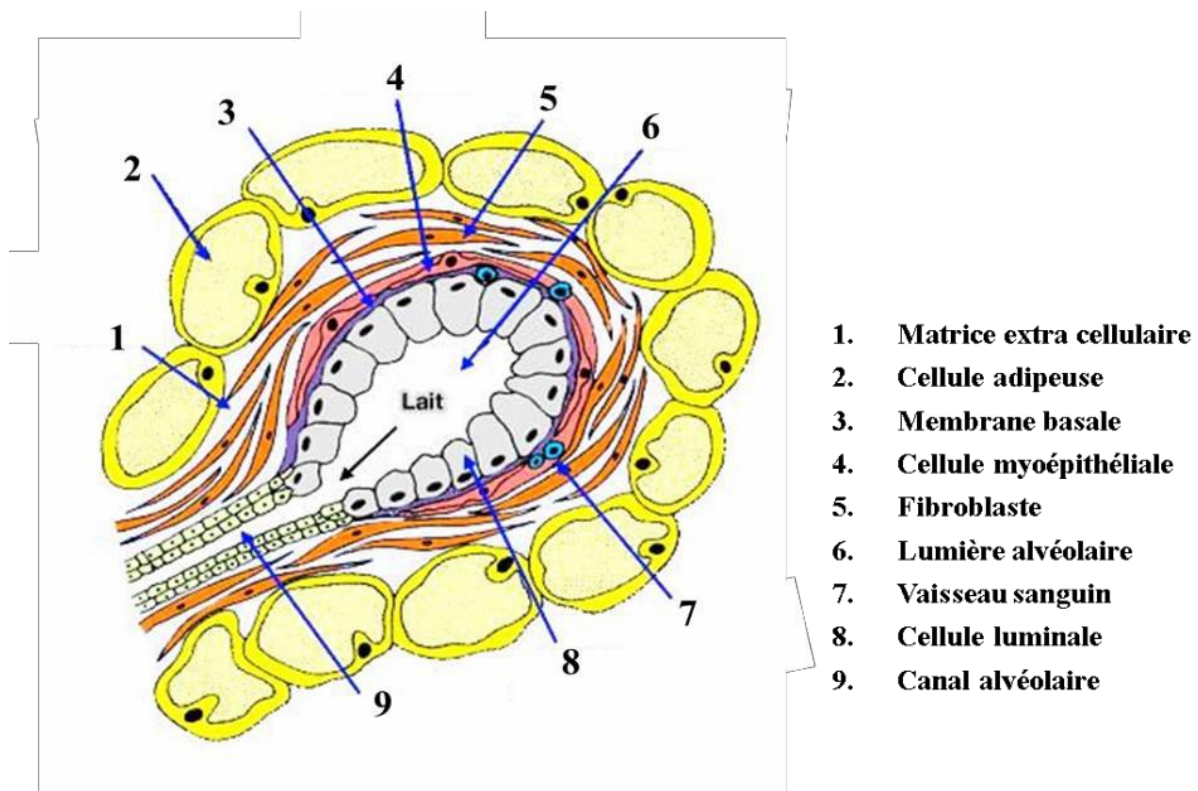 4
3
5
6
2
1
Lait
7
8
9
1. Matrice extra cellulaire
2. Cellule adipeuse
3. Membrane basale
4. Cellule myoépithéliale
5. Fibroblaste
6. Lumière alvéolaire
7. Vaisseau sanguin
8. Cellule luminale
9. Canal alvéolaire